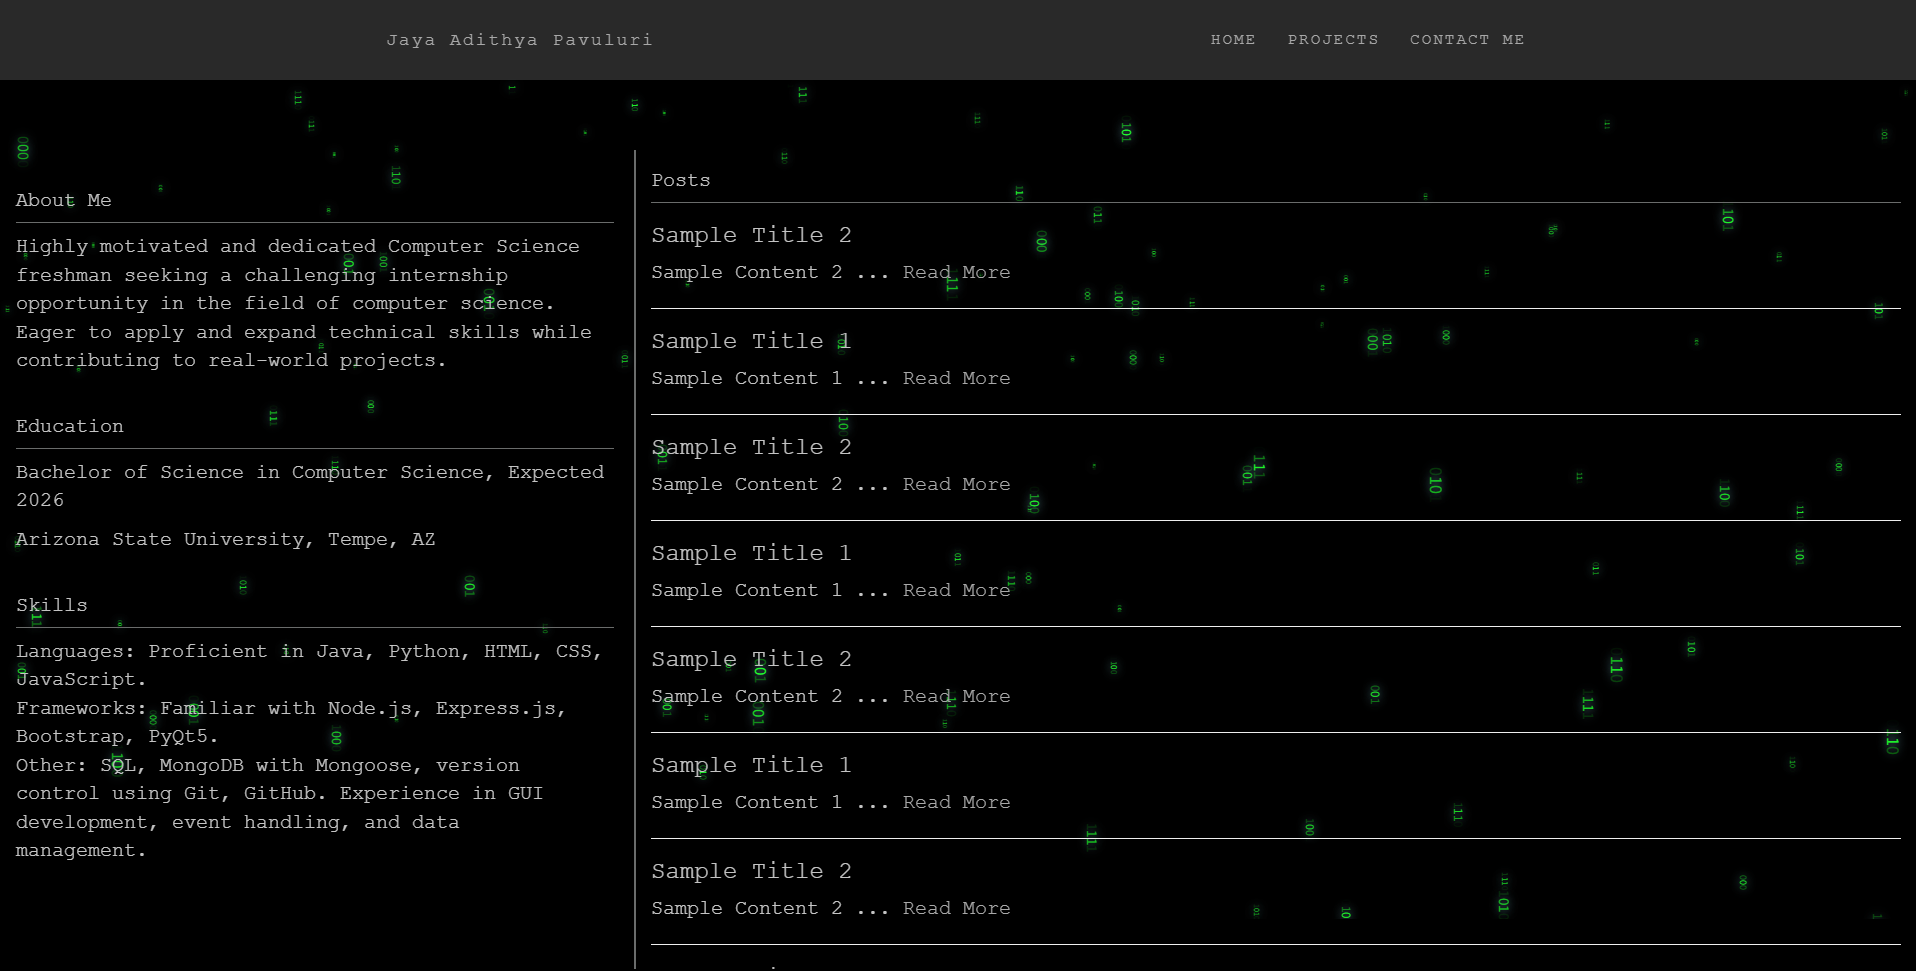 Jaya Adithya Pavuluri
HOME PROJECTS CONTACT ME
About Me
Highly motivated and dedicated Computer Science
freshman seeking a challenging internship
opportunity in the field of computer science.
Eager to apply and expand technical skills while
contributing to real-world projects.
Education
Bachelor of Science in Computer Science, Expected
2026
Arizona State University, Tempe, AZ
Skills
Languages: Proficient in Java, Python, HTML, CSS,
JavaScript.
Frameworks: Familiar with Node.js, Express.js,
Bootstrap, PyQt5.
Other: SQL, MongoDB with Mongoose, version
control using Git, GitHub. Experience in GUI
development, event handling, and data
management.
Posts
Sample Title 2
Sample Content 2 ... Read More
Sample Title 1
Sample Content 1 ... Read More
Sample Title 2
Sample Content 2 ... Read More
Sample Title 1
Sample Content 1 ... Read More
Sample Title 2
Sample Content 2 ... Read More
Sample Title 1
Sample Content 1 ... Read More
Sample Title 2
Sample Content 2 ... Read More